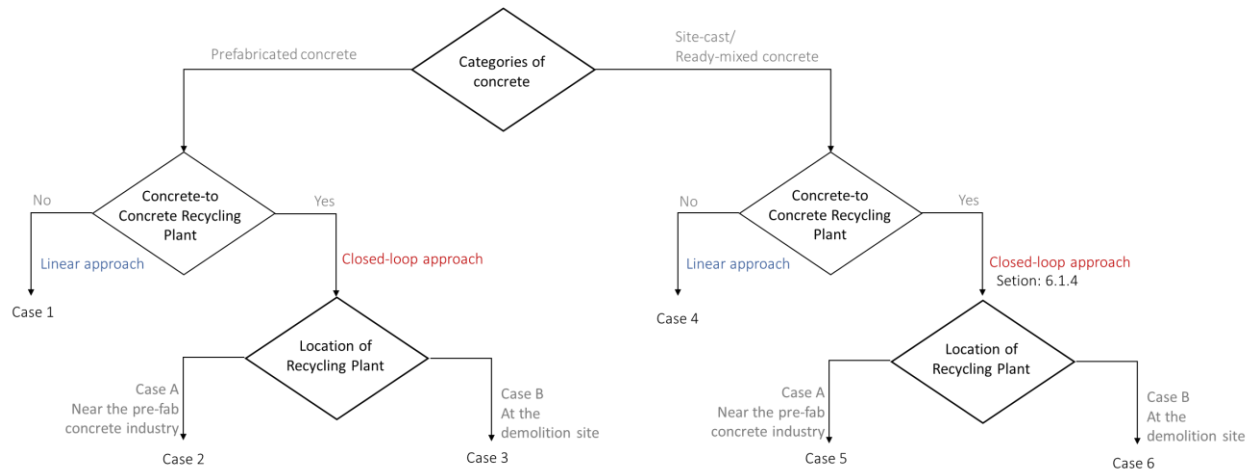 Prefabricated concrete
Categories of
concrete
Site-cast/
Ready-mixed concrete
No
Concrete-to
Concrete Recycling
Plant
Yes
No
Concrete-to
Concrete Recycling
Plant
Yes
Linear approach
Closed-loop approach
Linear approach
Closed-loop approach
Setion: 6.1.4
Case 1
Case 4
Location of
Recycling Plant
Location of
Recycling Plant
Case A
Near the pre-fab
concrete industry
Case B
At the
demolition site
Case A
Near the pre-fab
concrete industry
Case B
At the
demolition site
Case 2
Case 3
Case 5
Case 6